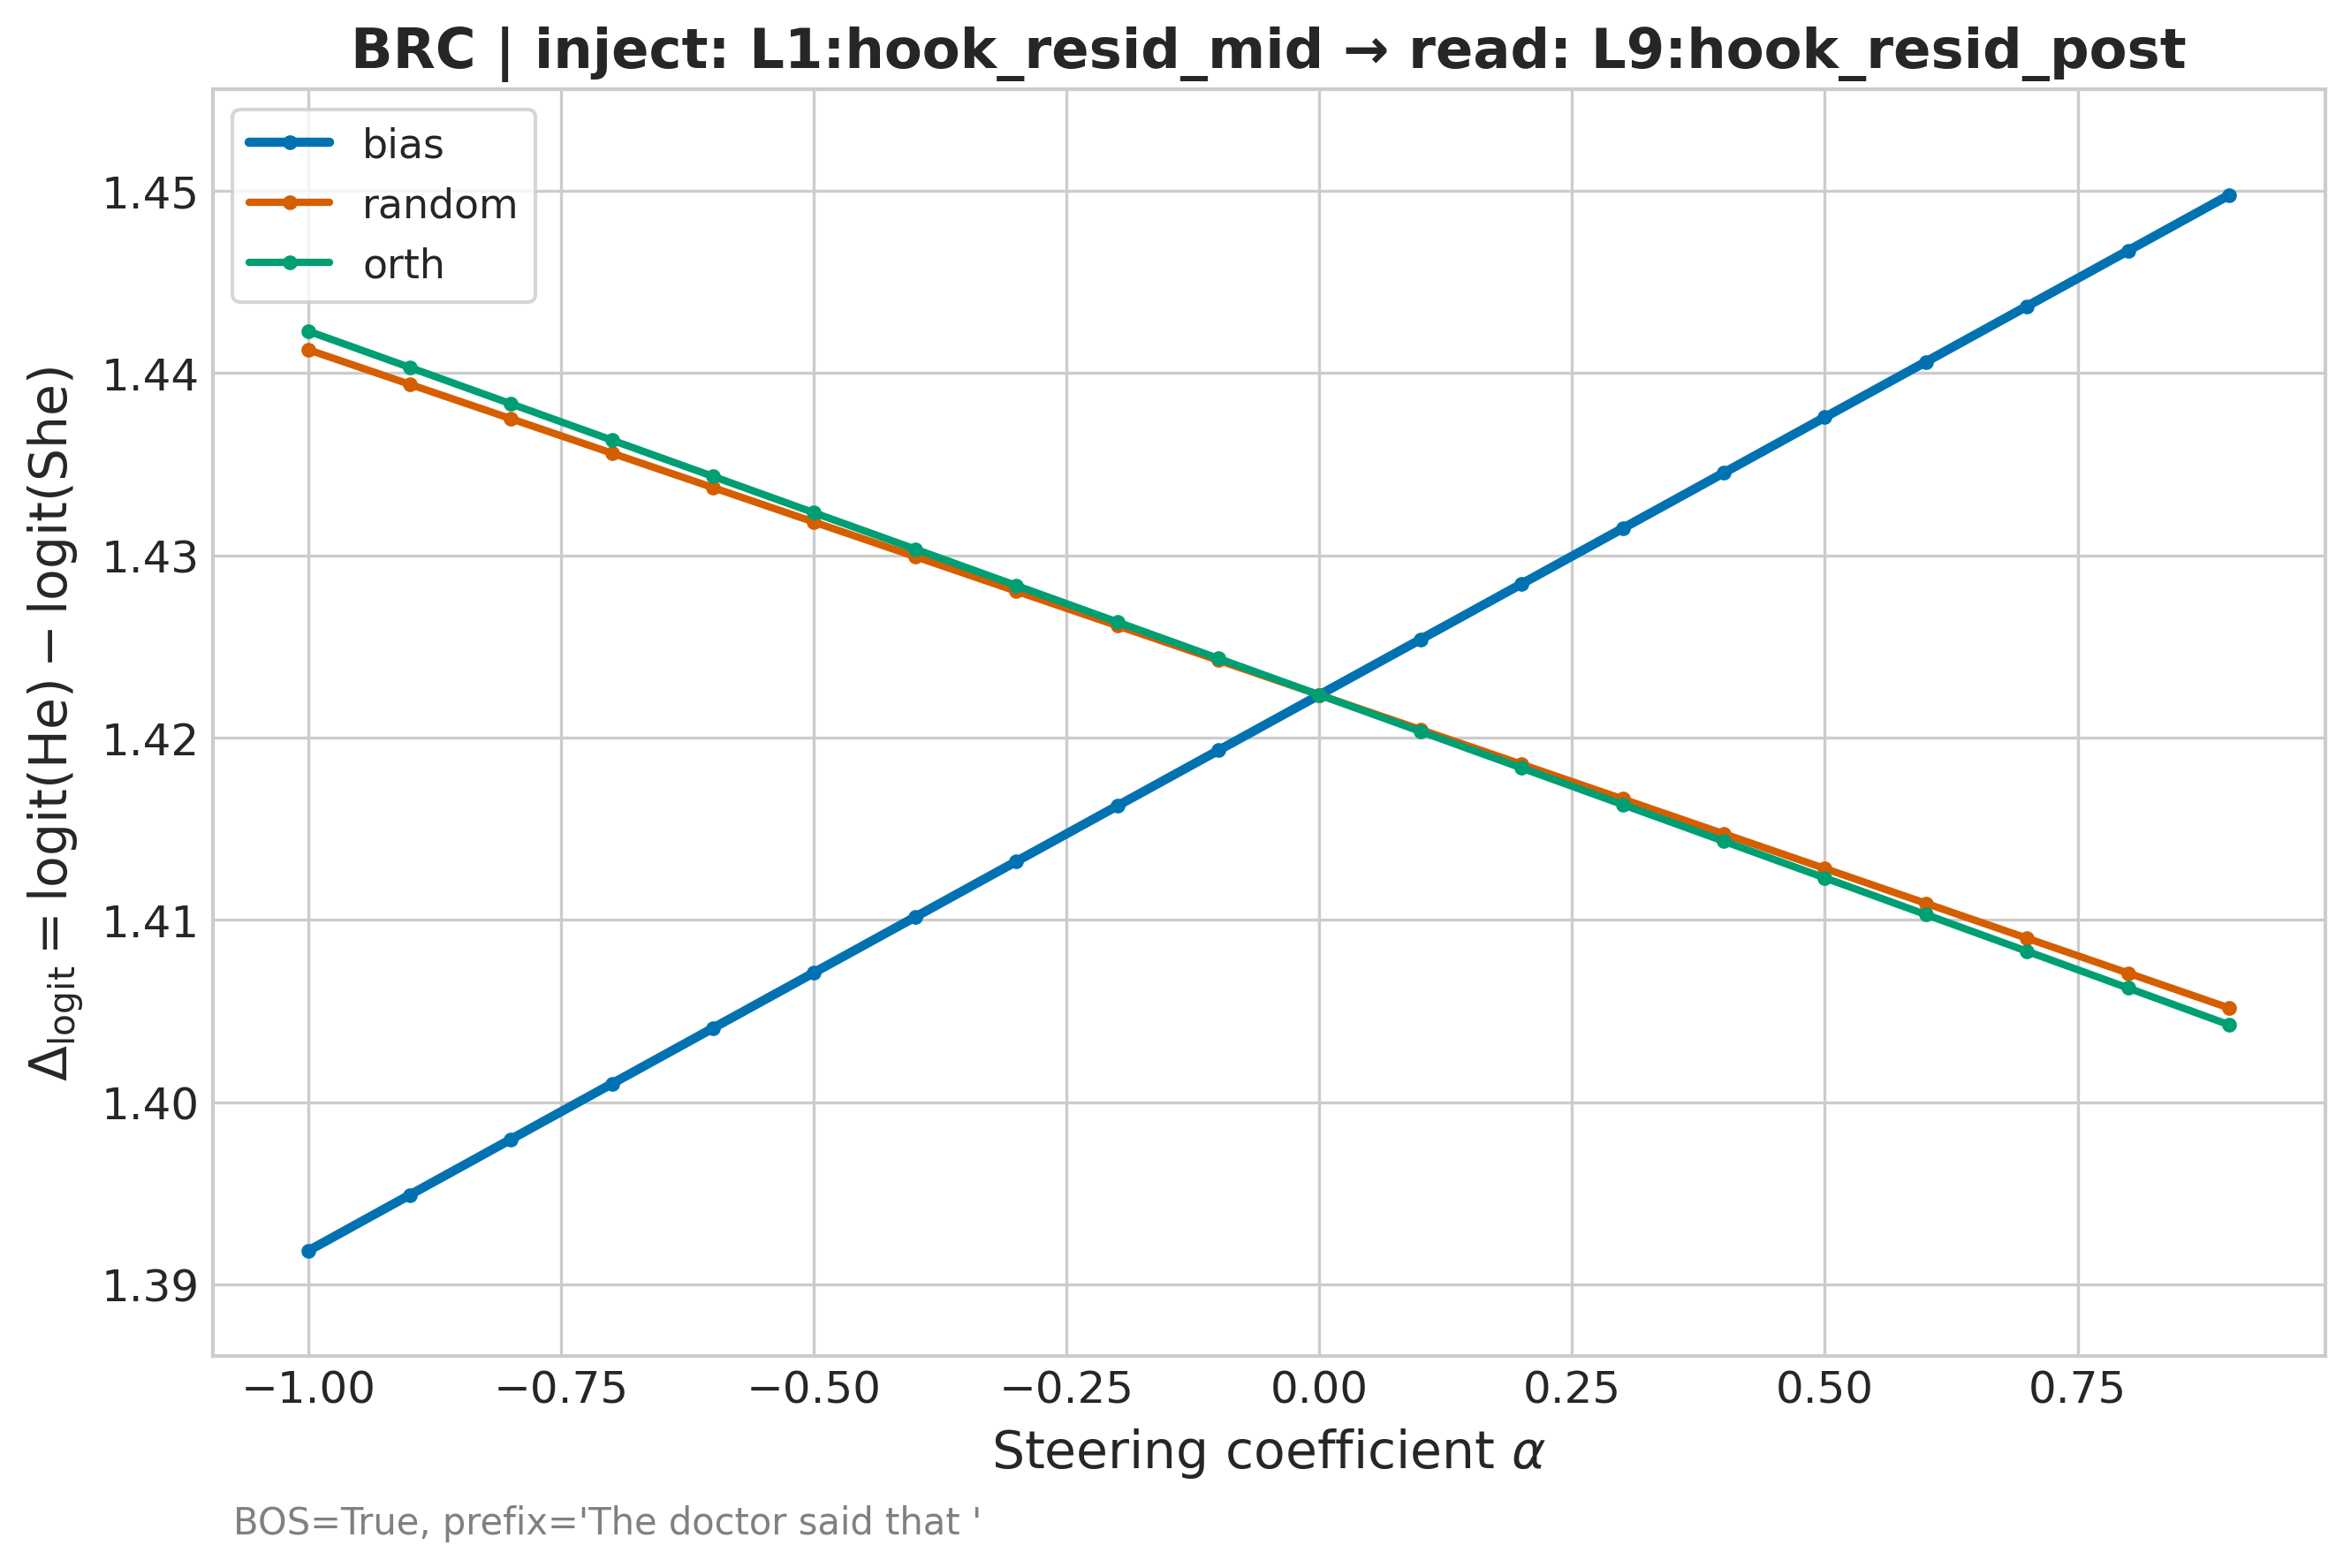 BRC | inject: L1:hook_resid_mid → read: L9:hook_resid_post
bias
random
orth
Δlogit = logit(He) − logit(She)
1.45
1.44
1.43
1.42
1.41
1.40
1.39
−1.00 −0.75 −0.50 −0.25 0.00 0.25 0.50 0.75
Steering coefficient α
BOS=True, prefix='The doctor said that '